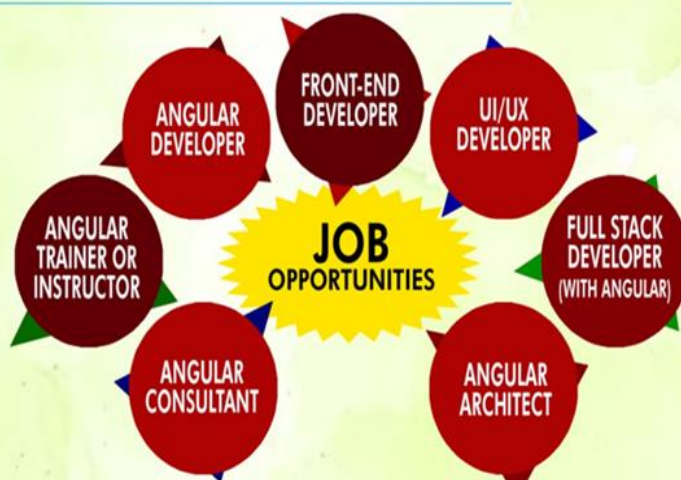 FRONT-END
DEVELOPER
ANGULAR
DEVELOPER
UI/UX
DEVELOPER
ANGULAR
TRAINER OR
INSTRUCTOR
JOB
OPPORTUNITIES
FULL STACK
DEVELOPER
(WITH ANGULAR)
ANGULAR
CONSULTANT
ANGULAR
ARCHITECT